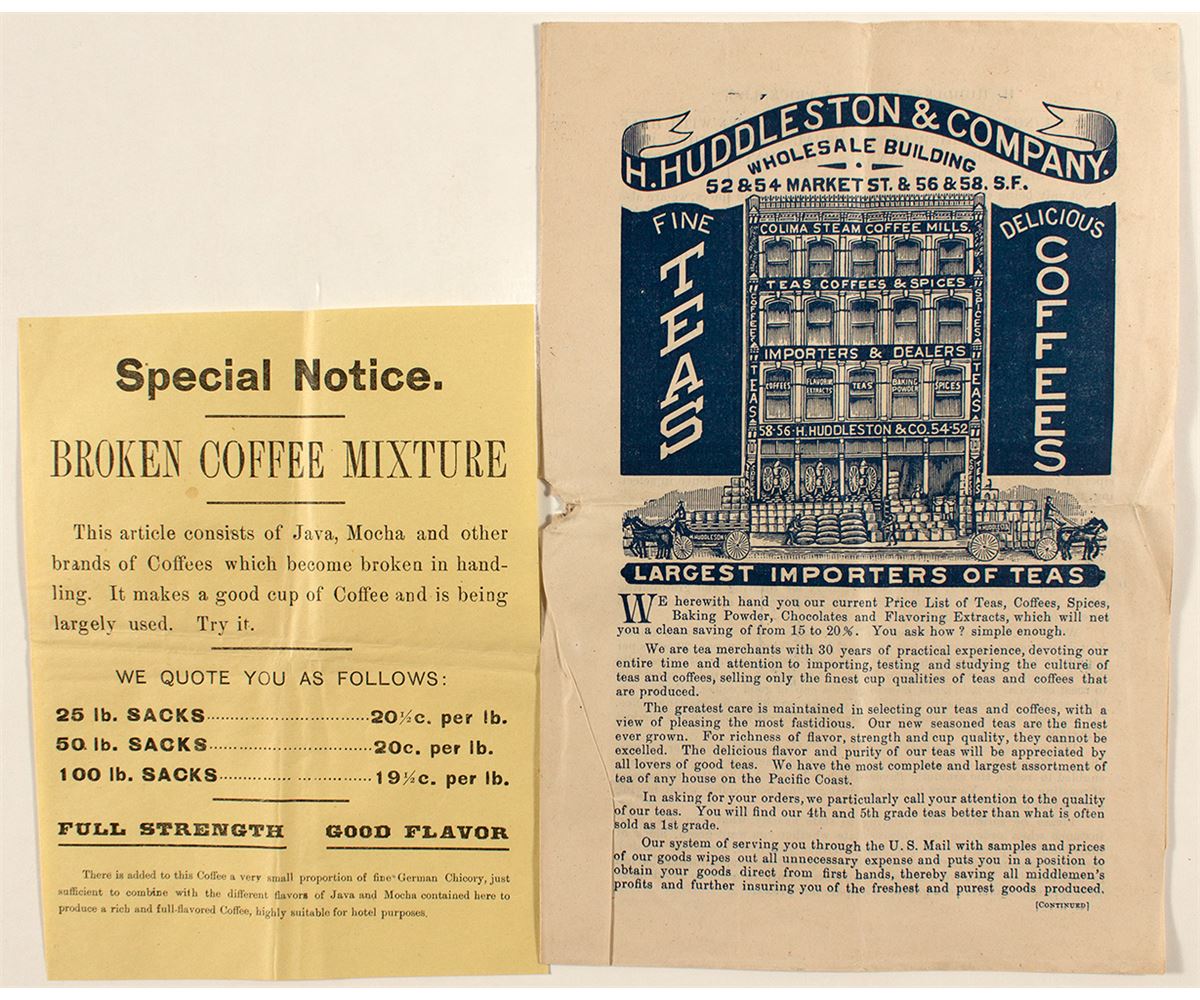 Special Notice.
BROKEN COFFEE MIXTURE
This article consists of Java, Mocha and other
brands of Coffees which become broken in hand-
ling. It makes a good cup of Coffee and is being
largely used. Try it.
WE QUOTE YOU AS FOLLOWS:
25 lb. SACKS..............................20½c. per lb.
50 lb. SACKS..............................20c. per lb.
100 lb. SACKS.............................19½c. per lb.
FULL STRENGTH GOOD FLAVOR
There is added to this Coffee a very small proportion of fine German Chicory, just
sufficient to combine with the different flavors of Java and Mocha contained here to
produce a rich and full-flavored Coffee, highly suitable for hotel purposes.
H. HUDDLESTON & COMPANY.
WHOLESALE BUILDING
52 & 54 MARKET ST. & 56 & 58. S.F.
FINE
TEAS
DELICIOUS
COFFEES
COLIMA STEAM COFFEE MILLS.
TEAS COFFEES & SPICES
IMPORTERS & DEALERS
COFFEES FLAVORING EXTRACTS TEAS BAKING POWDER SPICES
COFFEES TEAS
SPICES TEAS
58-56-H. HUDDLESTON & CO. 54-52
H. HUDDLESTON
LARGEST IMPORTERS OF TEAS
WE herewith hand you our current Price List of Teas, Coffees, Spices,
Baking Powder, Chocolates and Flavoring Extracts, which will net
you a clean saving of from 15 to 20%. You ask how? simple enough.
We are tea merchants with 30 years of practical experience, devoting our
entire time and attention to importing, testing and studying the culture of
teas and coffees, selling only the finest cup qualities of teas and coffees that
are produced.
The greatest care is maintained in selecting our teas and coffees, with a
view of pleasing the most fastidious. Our new seasoned teas are the finest
ever grown. For richness of flavor, strength and cup quality, they cannot be
excelled. The delicious flavor and purity of our teas will be appreciated by
all lovers of good teas. We have the most complete and largest assortment of
tea of any house on the Pacific Coast.
In asking for your orders, we particularly call your attention to the quality
of our teas. You will find our 4th and 5th grade teas better than what is often
sold as 1st grade.
Our system of serving you through the U. S. Mail with samples and prices
of our goods wipes out all unnecessary expense and puts you in a position to
obtain your goods direct from first hands, thereby saving all middlemen's
profits and further insuring you of the freshest and purest goods produced.
[CONTINUED]